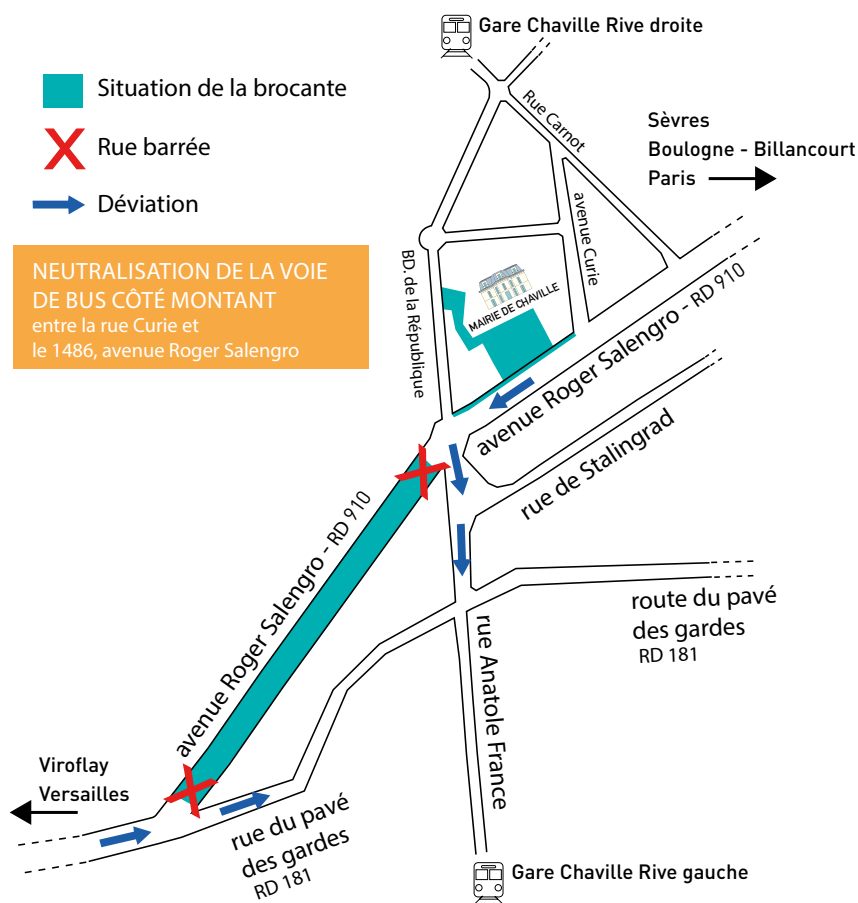 Gare Chaville Rive droite
Situation de la brocante
Rue barrée
Déviation
Rue Carnot
Sèvres
Boulogne - Billancourt
Paris
avenue Curie
NEUTRALISATION DE LA VOIE
DE BUS CÔTÉ MONTANT
entre la rue Curie et
le 1486, avenue Roger Salengro
BD. de la République
MAIRIE DE CHAVILLE
avenue Roger Salengro - RD 910
rue de Stalingrad
avenue Roger Salengro - RD 910
route du pavé
des gardes
RD 181
rue Anatole France
Viroflay
Versailles
rue du pavé
des gardes
RD 181
Gare Chaville Rive gauche